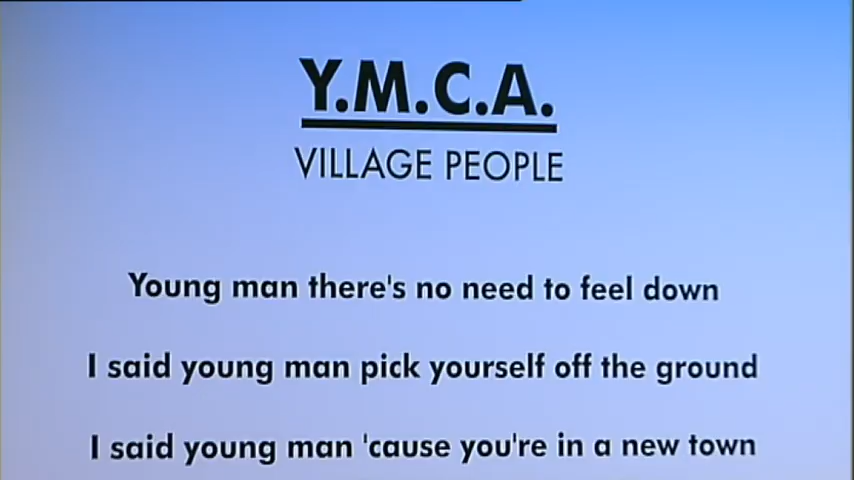 Y.M.C.A.
VILLAGE PEOPLE
Young man there's no need to feel down
I said young man pick yourself off the ground
I said young man 'cause you're in a new town